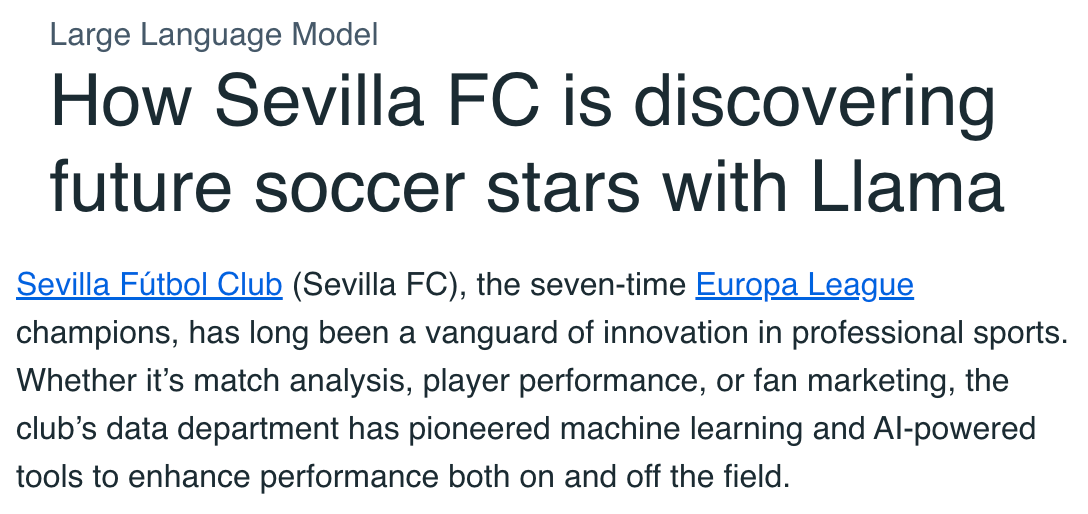 Large Language Model
How Sevilla FC is discovering
future soccer stars with Llama
Sevilla Fútbol Club (Sevilla FC), the seven-time Europa League
champions, has long been a vanguard of innovation in professional sports.
Whether it’s match analysis, player performance, or fan marketing, the
club’s data department has pioneered machine learning and AI-powered
tools to enhance performance both on and off the field.